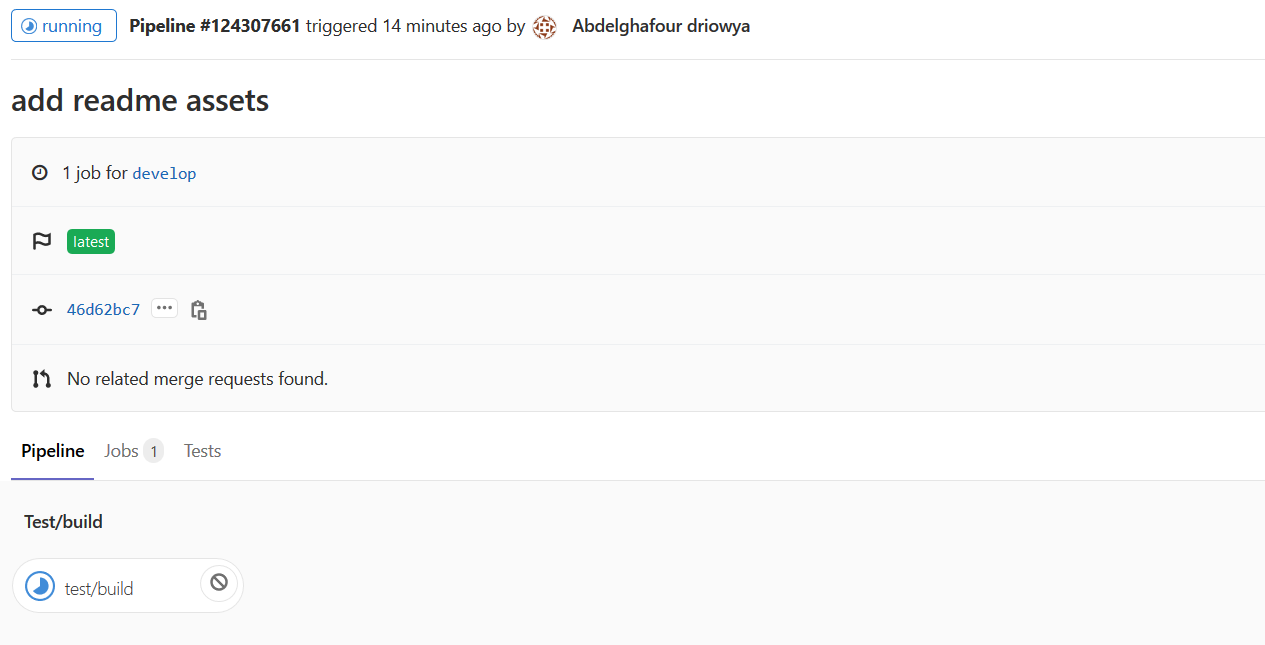 running Pipeline #124307661 triggered 14 minutes ago by Abdelghafour driowya
add readme assets
1 job for develop
latest
46d62bc7 ...
No related merge requests found.
Pipeline Jobs 1 Tests
Test/build
test/build